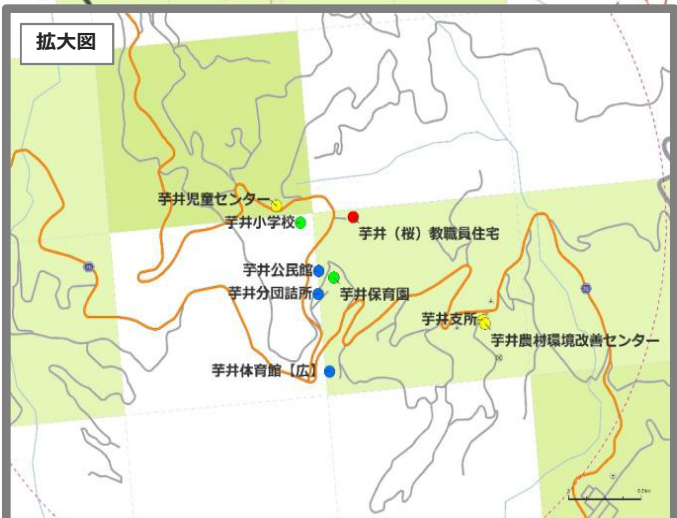 拡大図
芋井児童センター
芋井小学校
芋井（桜）教職員住宅
芋井公民館
芋井分団詰所
芋井保育園
芋井支所
芋井農村環境改善センター
芋井体育館【広】